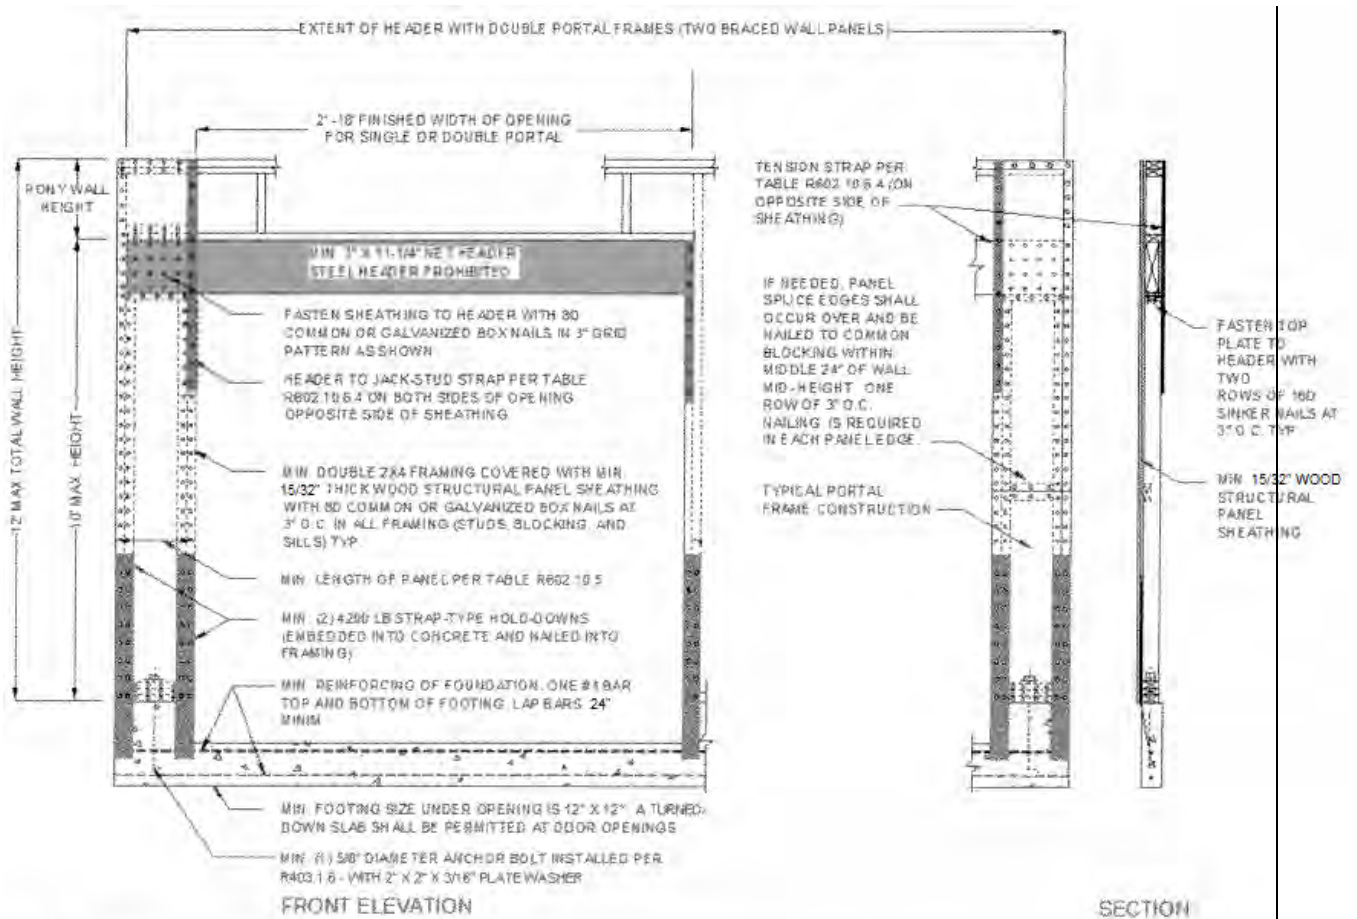 EXTENT OF HEADER WITH DOUBLE PORTAL FRAMES (TWO BRACED WALL PANELS)
2'-18' FINISHED WIDTH OF OPENING
FOR SINGLE OR DOUBLE PORTAL
PONY WALL
HEIGHT
12' MAX TOTAL WALL HEIGHT
10' MAX. HEIGHT
MIN. 3" X 11-1/4" NET HEADER
STEEL HEADER PROHIBITED
FASTEN SHEATHING TO HEADER WITH 8D
COMMON OR GALVANIZED BOX NAILS IN 3" GRID
PATTERN AS SHOWN
HEADER TO JACK-STUD STRAP PER TABLE
R602.10.6.4 ON BOTH SIDES OF OPENING
OPPOSITE SIDE OF SHEATHING
MIN. DOUBLE 2X4 FRAMING COVERED WITH MIN.
15/32" THICK WOOD STRUCTURAL PANEL SHEATHING
WITH 8D COMMON OR GALVANIZED BOX NAILS AT
3" O.C. IN ALL FRAMING (STUDS, BLOCKING, AND
SILLS) TYP.
MIN. LENGTH OF PANEL PER TABLE R602.10.5
MIN. (2) 4200 LB STRAP-TYPE HOLD-DOWNS
(EMBEDDED INTO CONCRETE AND NAILED INTO
FRAMING)
MIN. REINFORCING OF FOUNDATION, ONE #4 BAR
TOP AND BOTTOM OF FOOTING. LAP BARS 24"
MINIM
MIN. FOOTING SIZE UNDER OPENING IS 12" X 12". A TURNED-
DOWN SLAB SHALL BE PERMITTED AT DOOR OPENINGS
MIN. (1) 5/8" DIAMETER ANCHOR BOLT INSTALLED PER
R403.1.6 - WITH 2" X 2" X 3/16" PLATE WASHER
FRONT ELEVATION
TENSION STRAP PER
TABLE R602.10.6.4 (ON
OPPOSITE SIDE OF
SHEATHING)
IF NEEDED, PANEL
SPLICE EDGES SHALL
OCCUR OVER AND BE
NAILED TO COMMON
BLOCKING WITHIN
MIDDLE 24" OF WALL
MID-HEIGHT. ONE
ROW OF 3" O.C.
NAILING IS REQUIRED
IN EACH PANEL EDGE.
TYPICAL PORTAL
FRAME CONSTRUCTION
FASTEN TOP
PLATE TO
HEADER WITH
TWO
ROWS OF 16D
SINKER NAILS AT
3" O.C. TYP
MIN. 15/32" WOOD
STRUCTURAL
PANEL
SHEATHING
SECTION